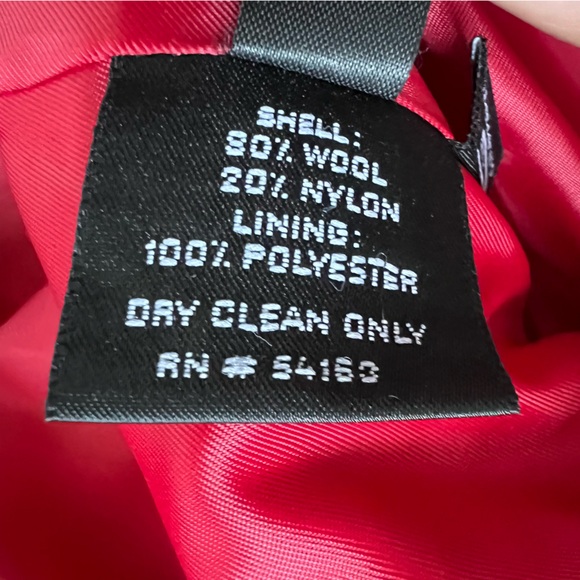 SHELL:
80% WOOL
20% NYLON
LINING:
100% POLYESTER
DRY CLEAN ONLY
RN # 54163